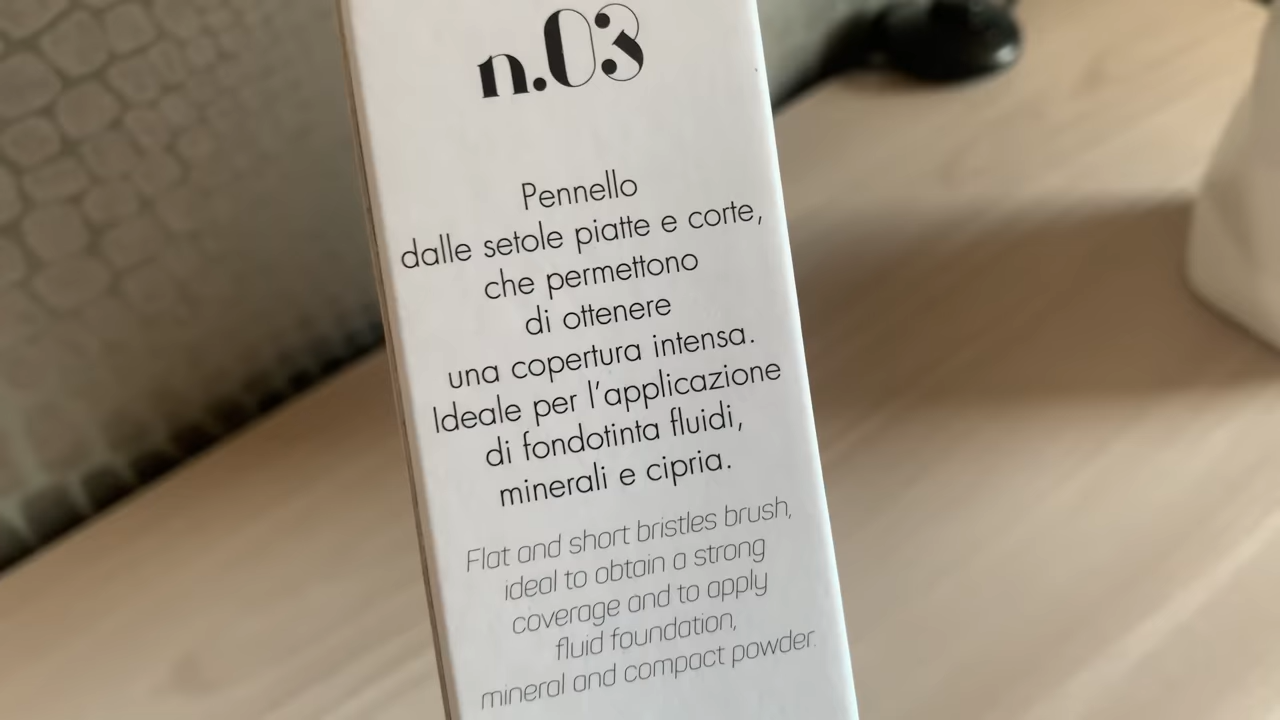 n.03
Pennello
dalle setole piatte e corte,
che permettono
di ottenere
una copertura intensa.
Ideale per l'applicazione
di fondotinta fluidi,
minerali e cipria.
Flat and short bristles brush,
ideal to obtain a strong
coverage and to apply
fluid foundation,
mineral and compact powder.